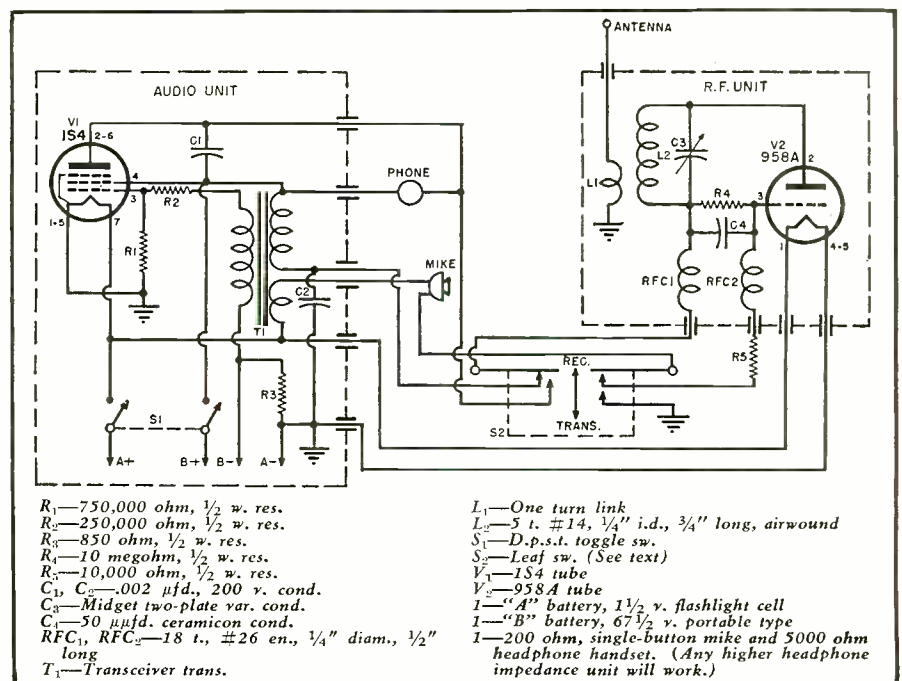 ANTENNA
AUDIO UNIT
R.F. UNIT
V1
1S4
2-6
C1
4
3
R2
1-5
7
R1
PHONE
MIKE
C2
T1
R3
S1
A+
B+
B-
A-
L1
L2
C3
V2
958A
2
R4
3
C4
1
4-5
RFC1
RFC2
R5
REC.
TRANS.
S2
R₁—750,000 ohm, ½ w. res.
R₂—250,000 ohm, ½ w. res.
R₃—850 ohm, ½ w. res.
R₄—10 megohm, ½ w. res.
R₅—10,000 ohm, ½ w. res.
C₁, C₂—.002 μfd., 200 v. cond.
C₃—Midget two-plate var. cond.
C₄—50 μμfd. ceramicon cond.
RFC₁, RFC₂—18 t., #26 en., ¼" diam., ½"
long
T₁—Transceiver trans.
L₁—One turn link
L₂—5 t. #14, ¼" i.d., ¾" long, airwound
S₁—D.p.s.t. toggle sw.
S₂—Leaf sw. (See text)
V₁—1S4 tube
V₂—958A tube
1—"A" battery, 1½ v. flashlight cell
1—"B" battery, 67½ v. portable type
1—200 ohm, single-button mike and 5000 ohm
headphone handset. (Any higher headphone
impedance unit will work.)